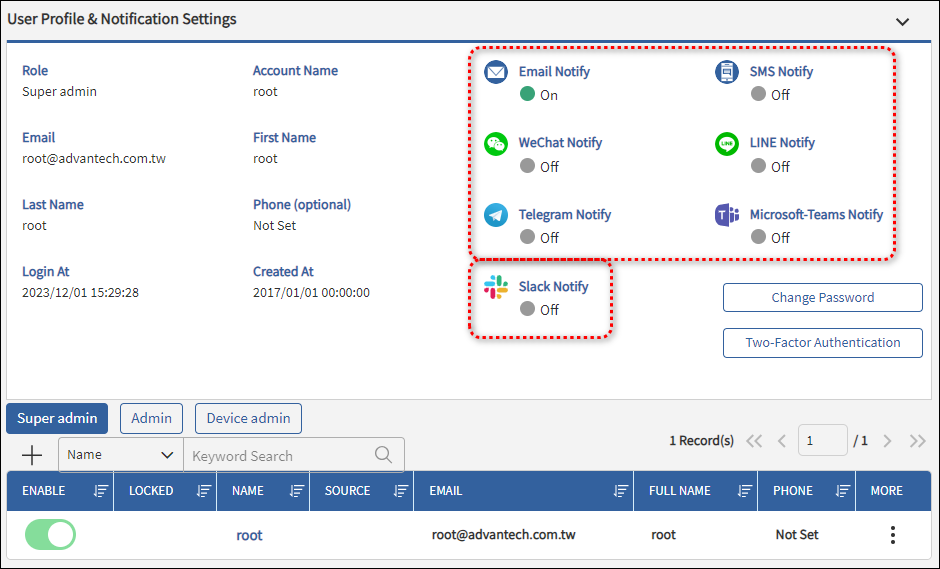 User Profile & Notification Settings
Role
Super admin
Account Name
root
Email
root@advantech.com.tw
First Name
root
Last Name
root
Phone (optional)
Not Set
Login At
2023/12/01 15:29:28
Created At
2017/01/01 00:00:00
Email Notify
On
SMS Notify
Off
WeChat Notify
Off
LINE
LINE Notify
Off
Telegram Notify
Off
Microsoft-Teams Notify
Off
Slack Notify
Off
Change Password
Two-Factor Authentication
Super admin
Admin
Device admin
Name
Keyword Search
1 Record(s)
1
/ 1
ENABLE LOCKED NAME SOURCE EMAIL FULL NAME PHONE MORE
root root@advantech.com.tw root Not Set